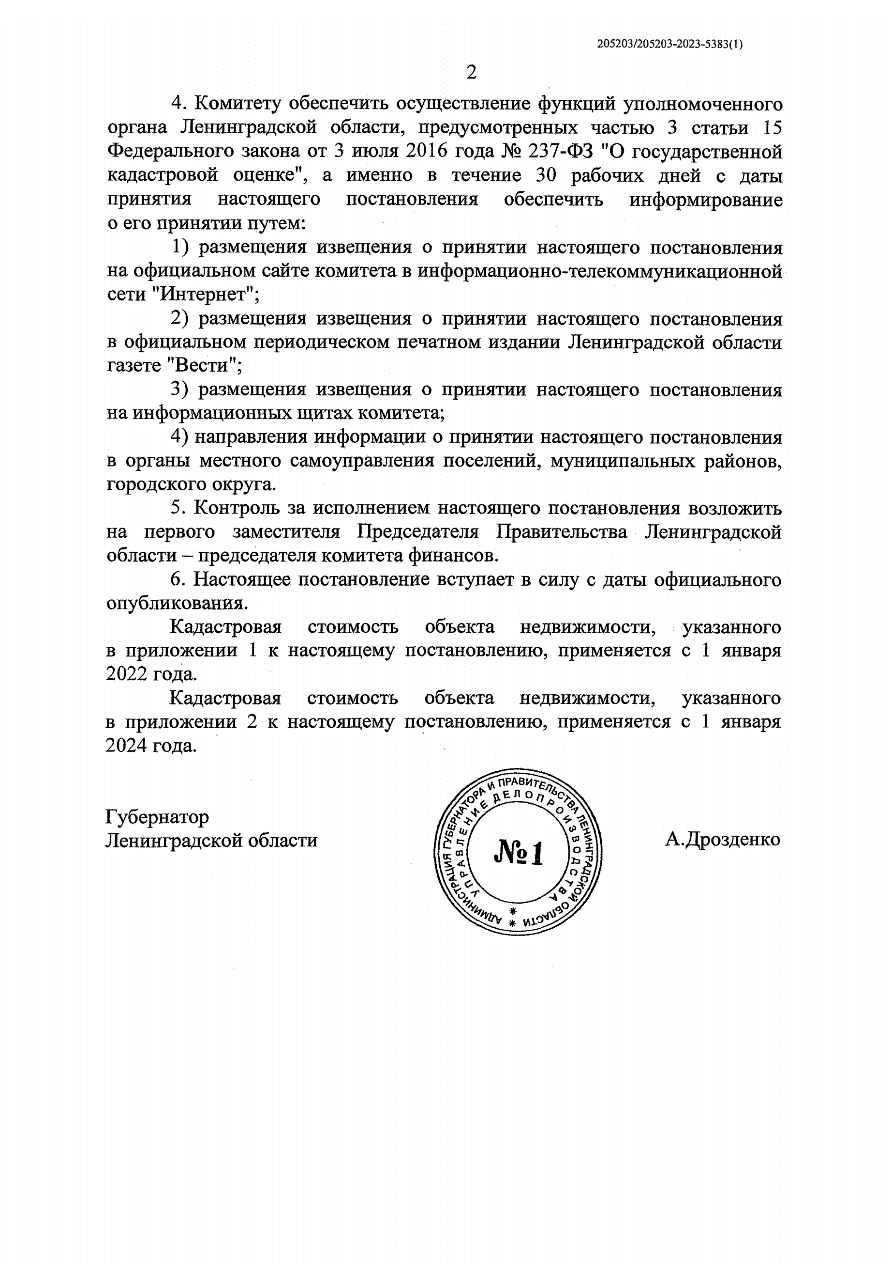 205203/205203-2023-5383(1)
2
4. Комитету обеспечить осуществление функций уполномоченного
органа Ленинградской области, предусмотренных частью 3 статьи 15
Федерального закона от 3 июля 2016 года № 237-ФЗ "О государственной
кадастровой оценке", а именно в течение 30 рабочих дней с даты
принятия настоящего постановления обеспечить информирование
о его принятии путем:
1) размещения извещения о принятии настоящего постановления
на официальном сайте комитета в информационно-телекоммуникационной
сети "Интернет";
2) размещения извещения о принятии настоящего постановления
в официальном периодическом печатном издании Ленинградской области
газете "Вести";
3) размещения извещения о принятии настоящего постановления
на информационных щитах комитета;
4) направления информации о принятии настоящего постановления
в органы местного самоуправления поселений, муниципальных районов,
городского округа.
5. Контроль за исполнением настоящего постановления возложить
на первого заместителя Председателя Правительства Ленинградской
области – председателя комитета финансов.
6. Настоящее постановление вступает в силу с даты официального
опубликования.
Кадастровая стоимость объекта недвижимости, указанного
в приложении 1 к настоящему постановлению, применяется с 1 января
2022 года.
Кадастровая стоимость объекта недвижимости, указанного
в приложении 2 к настоящему постановлению, применяется с 1 января
2024 года.
Губернатор
Ленинградской области
А.Дрозденко
АДМИНИСТРАЦИЯ ГУБЕРНАТОРА И ПРАВИТЕЛЬСТВА ЛЕНИНГРАДСКОЙ ОБЛАСТИ *
УПРАВЛЕНИЕ ДЕЛОПРОИЗВОДСТВА *
№1